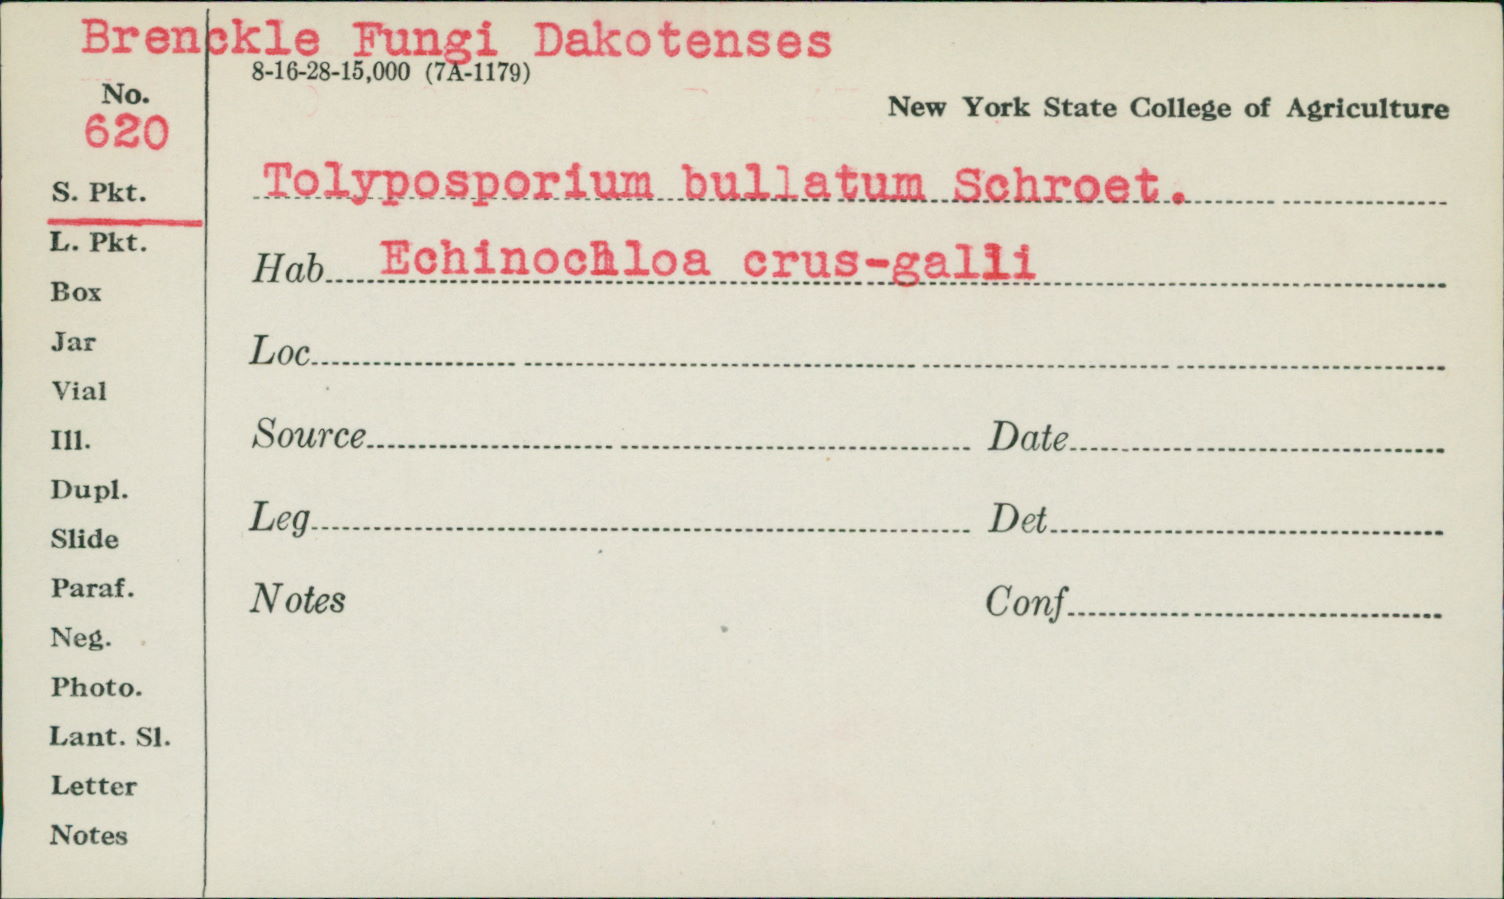 Brenckle Fungi Dakotenses
8-16-28-15,000 (7A-1179)
No.
New York State College of Agriculture
620
Tolyposporium bullatum Schroet.
S. Pkt.
L. Pkt.
Hab Echinochloa crus-galli
Box
Jar
Loc
Vial
Ill.
Source Date
Dupl.
Leg Det
Slide
Paraf.
Notes Conf
Neg.
Photo.
Lant. Sl.
Letter
Notes